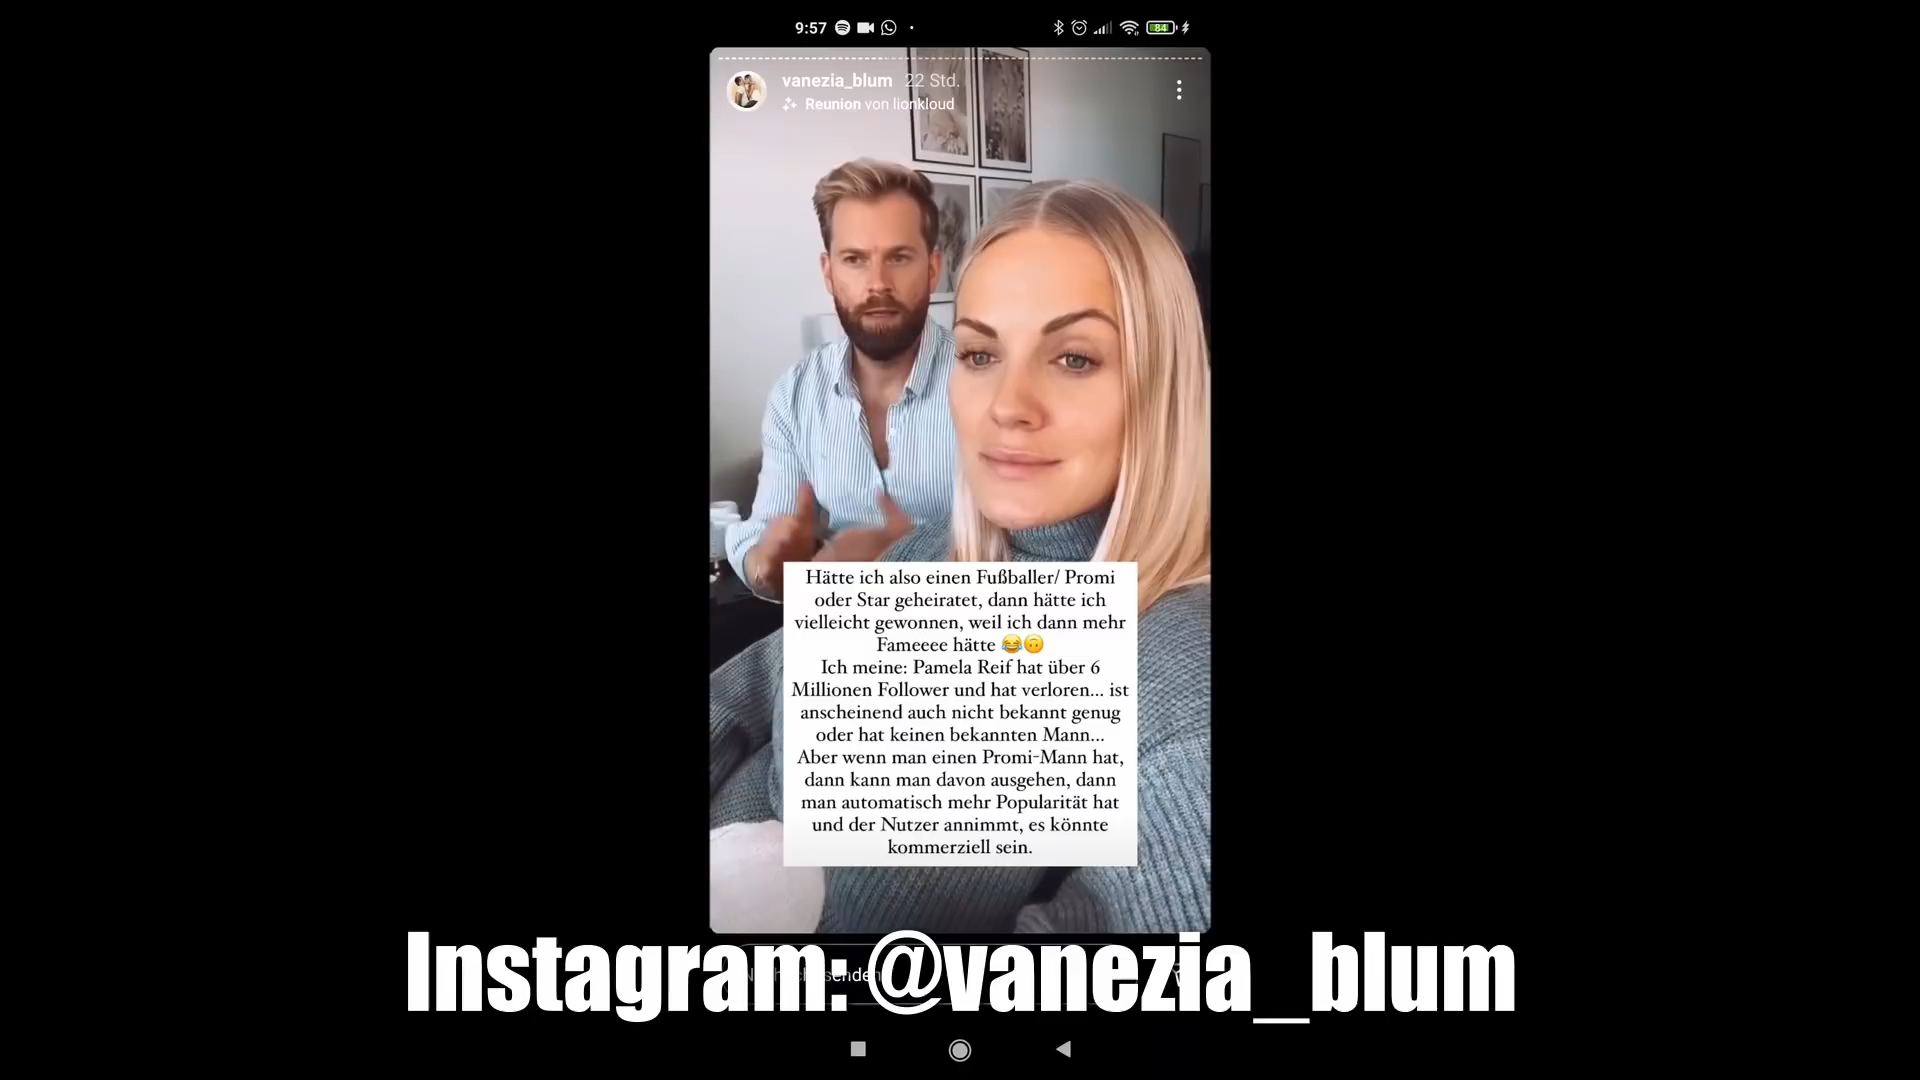 9:57
84
vanezia_blum 22 Std.
Reunion von lionkloud
Hätte ich also einen Fußballer/ Promi
oder Star geheiratet, dann hätte ich
vielleicht gewonnen, weil ich dann mehr
Fameeee hätte 😂🙃
Ich meine: Pamela Reif hat über 6
Millionen Follower und hat verloren... ist
anscheinend auch nicht bekannt genug
oder hat keinen bekannten Mann...
Aber wenn man einen Promi-Mann hat,
dann kann man davon ausgehen, dann
man automatisch mehr Popularität hat
und der Nutzer annimmt, es könnte
kommerziell sein.
Instagram: @vanezia_blum